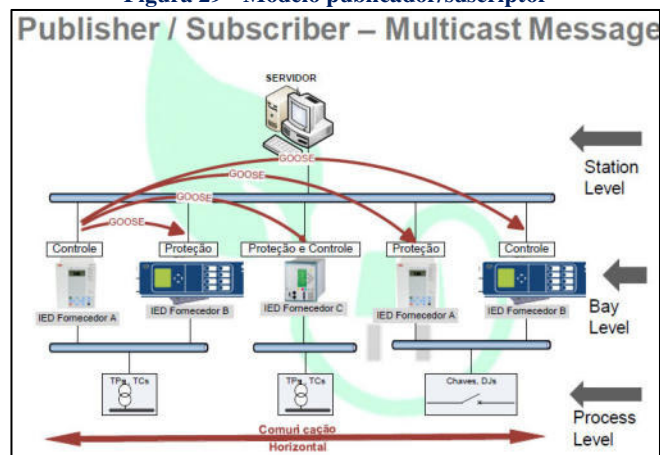 Figura 29 - Modelo publicador/suscriptor
Publisher / Subscriber – Multicast Message
SERVIDOR
GOOSE
GOOSE
GOOSE
GOOSE
Station
Level
Controle
Proteção
Proteção e Controle
Proteção
Controle
IED Fornecedor A
IED Fornecedor B
IED Fornecedor C
IED Fornecedor A
IED Fornecedor B
Bay
Level
TPs, TCs
TPs, TCs
Chaves, DJs
Process
Level
Comuri cação
Horizontal